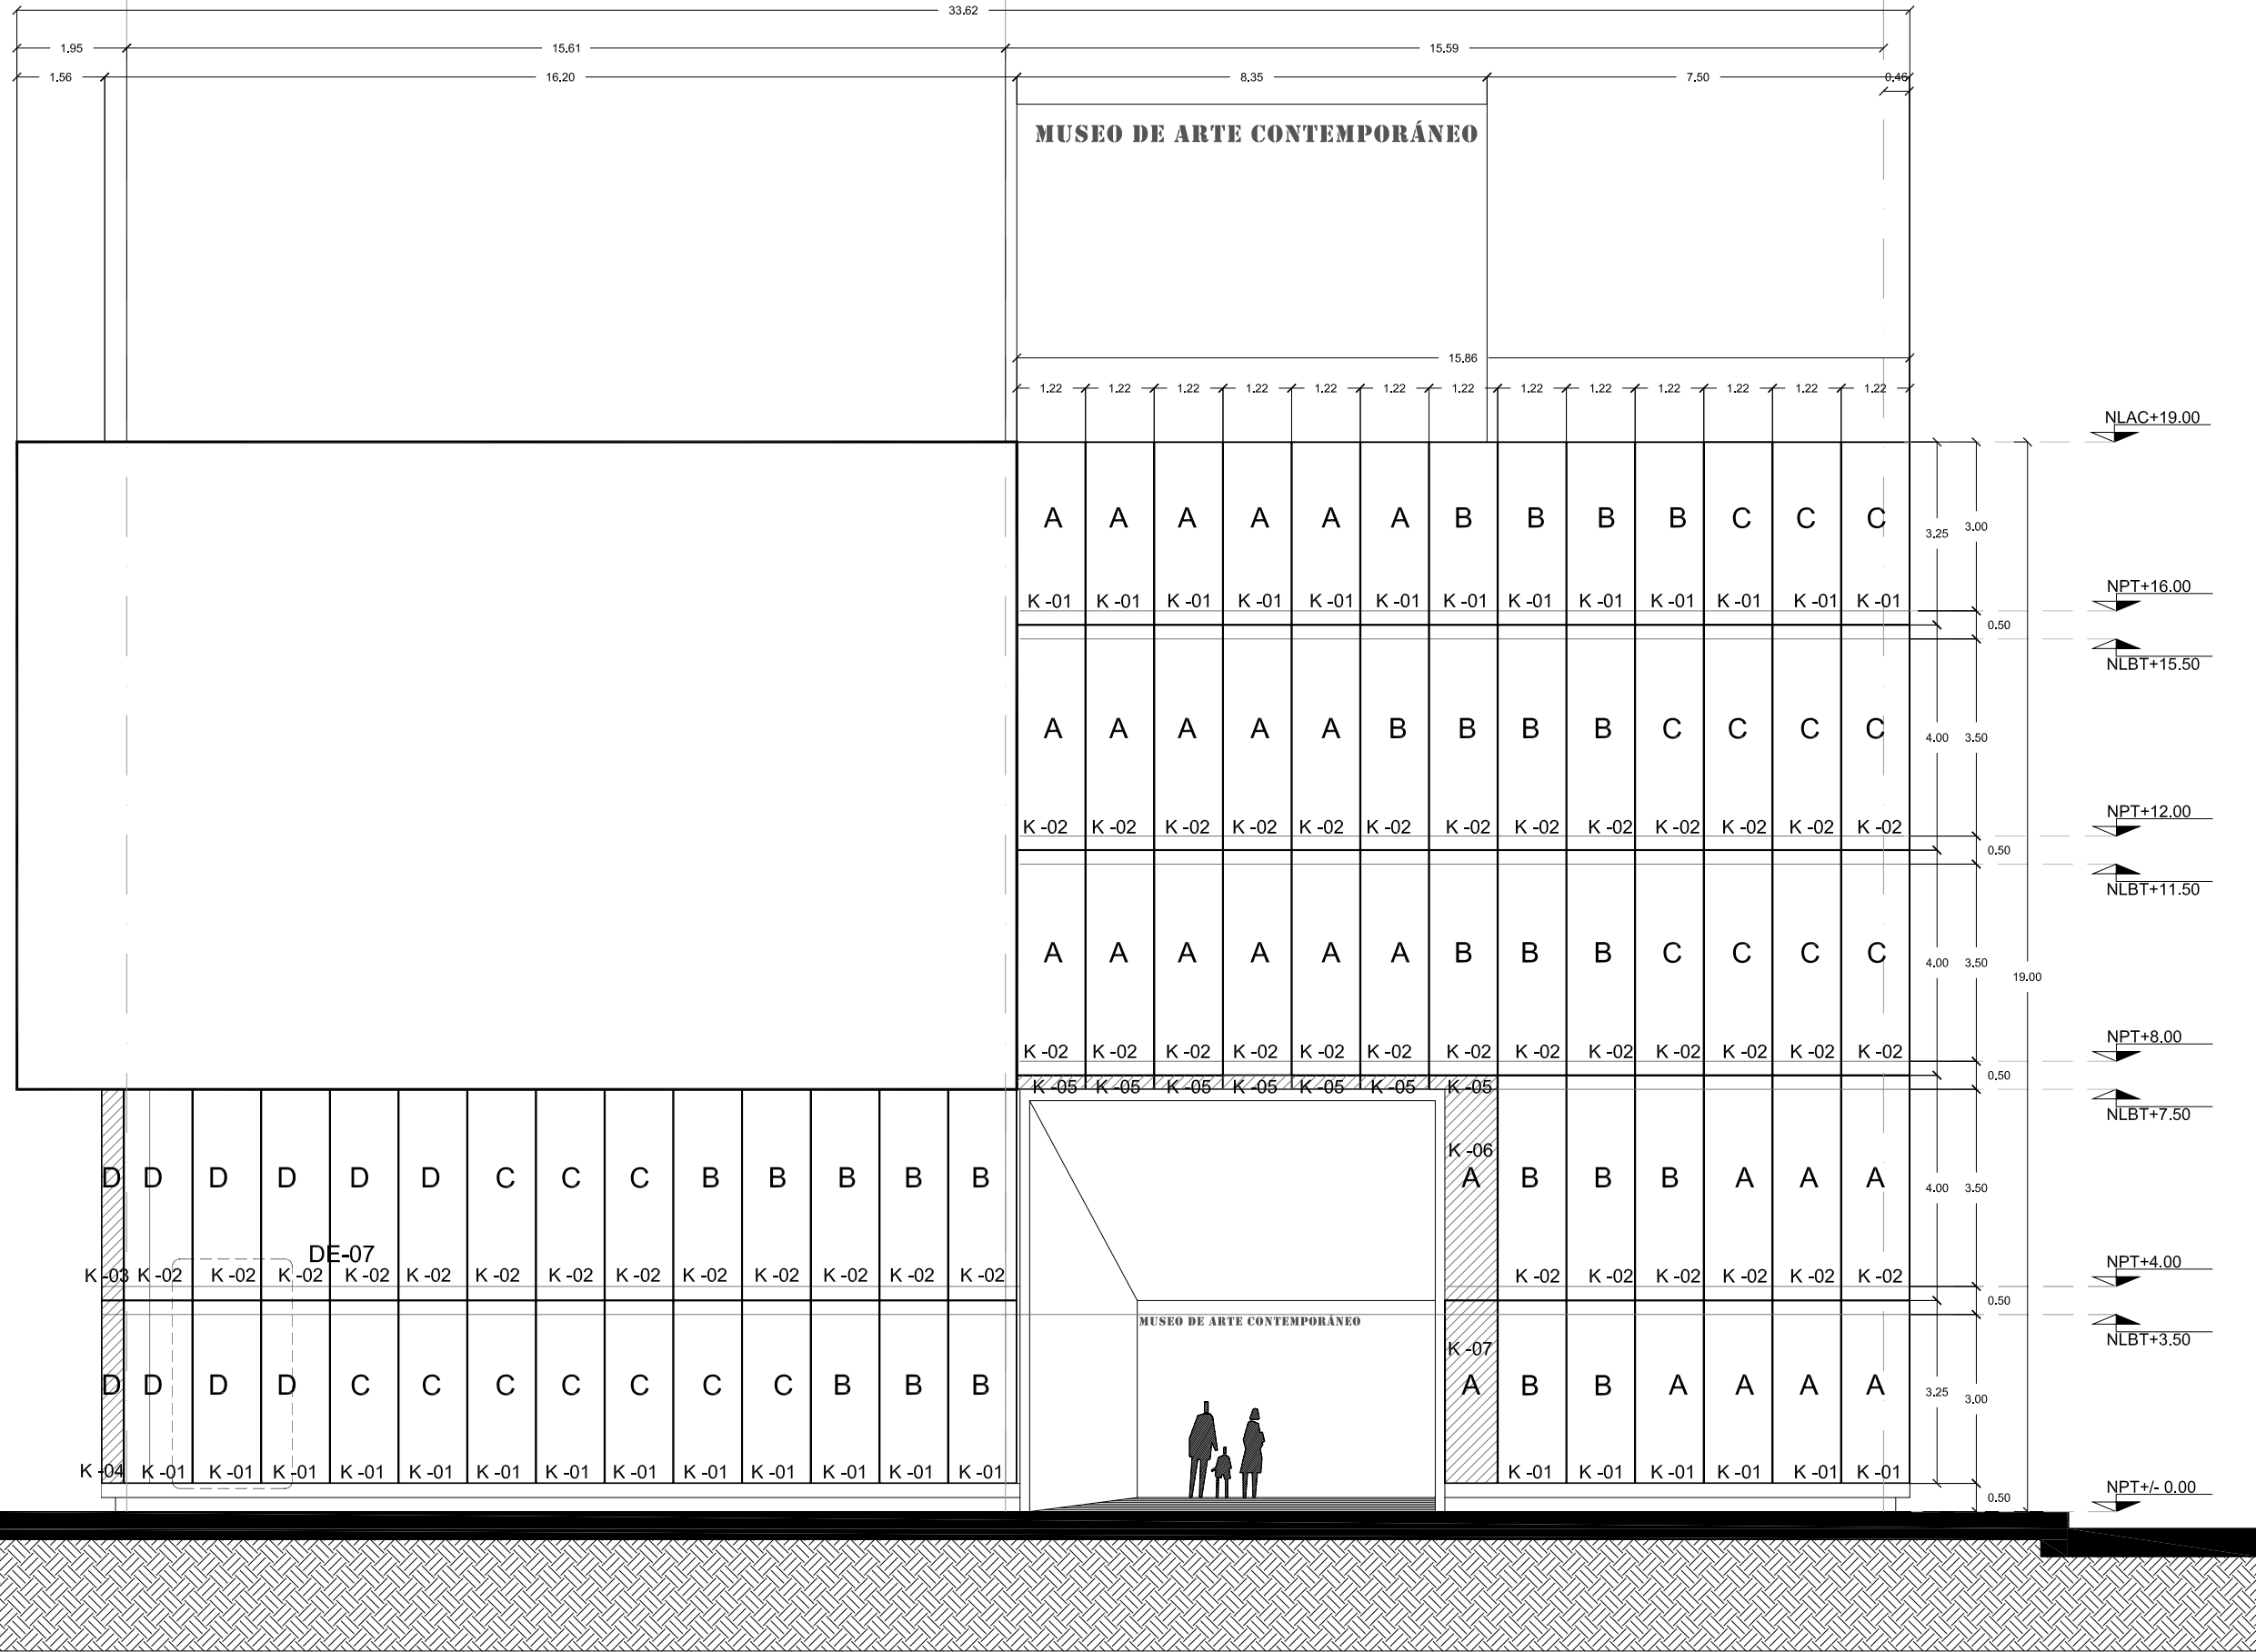 33.62
1.95 15.61 15.59
1.56 16.20 8.35 7.50 0.46
MUSEO DE ARTE CONTEMPORÁNEO
15.86
1.22 1.22 1.22 1.22 1.22 1.22 1.22 1.22 1.22 1.22 1.22 1.22 1.22
NLAC+19.00
A A A A A A B B B B C C C
3.25 3.00
NPT+16.00
K -01 K -01 K -01 K -01 K -01 K -01 K -01 K -01 K -01 K -01 K -01 K -01 K -01
0.50
NLBT+15.50
A A A A A B B B B C C C C
4.00 3.50
NPT+12.00
K -02 K -02 K -02 K -02 K -02 K -02 K -02 K -02 K -02 K -02 K -02 K -02 K -02
0.50
NLBT+11.50
A A A A A A B B B C C C C
4.00 3.50 19.00
NPT+8.00
K -02 K -02 K -02 K -02 K -02 K -02 K -02 K -02 K -02 K -02 K -02 K -02 K -02
0.50
K -05 K -05 K -05 K -05 K -05 K -05 K -05
NLBT+7.50
K -06
D D D D D D C C C B B B B B A B B B A A A
4.00 3.50
DE-07
NPT+4.00
K -03 K -02 K -02 K -02 K -02 K -02 K -02 K -02 K -02 K -02 K -02 K -02 K -02 K -02 K -02 K -02 K -02 K -02 K -02 K -02
0.50
MUSEO DE ARTE CONTEMPORÁNEO
NLBT+3.50
K -07
D D D D C C C C C C C B B B A B B A A A A
3.25 3.00
K -04 K -01 K -01 K -01 K -01 K -01 K -01 K -01 K -01 K -01 K -01 K -01 K -01 K -01 K -01 K -01 K -01 K -01 K -01 K -01
NPT+/- 0.00
0.50